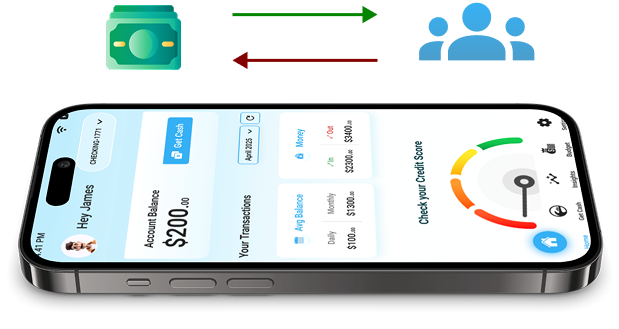 :41 PM
Hey James
CHECKING-1771
Account Balance
$200.00
Get Cash
Your Transactions
April 2025
Avg Balance
Daily
Monthly
$100.00
$1300.00
Money
In
Out
$2300.00
$3400.00
Check your Credit Score
Home
Get Cash
Insights
Budget